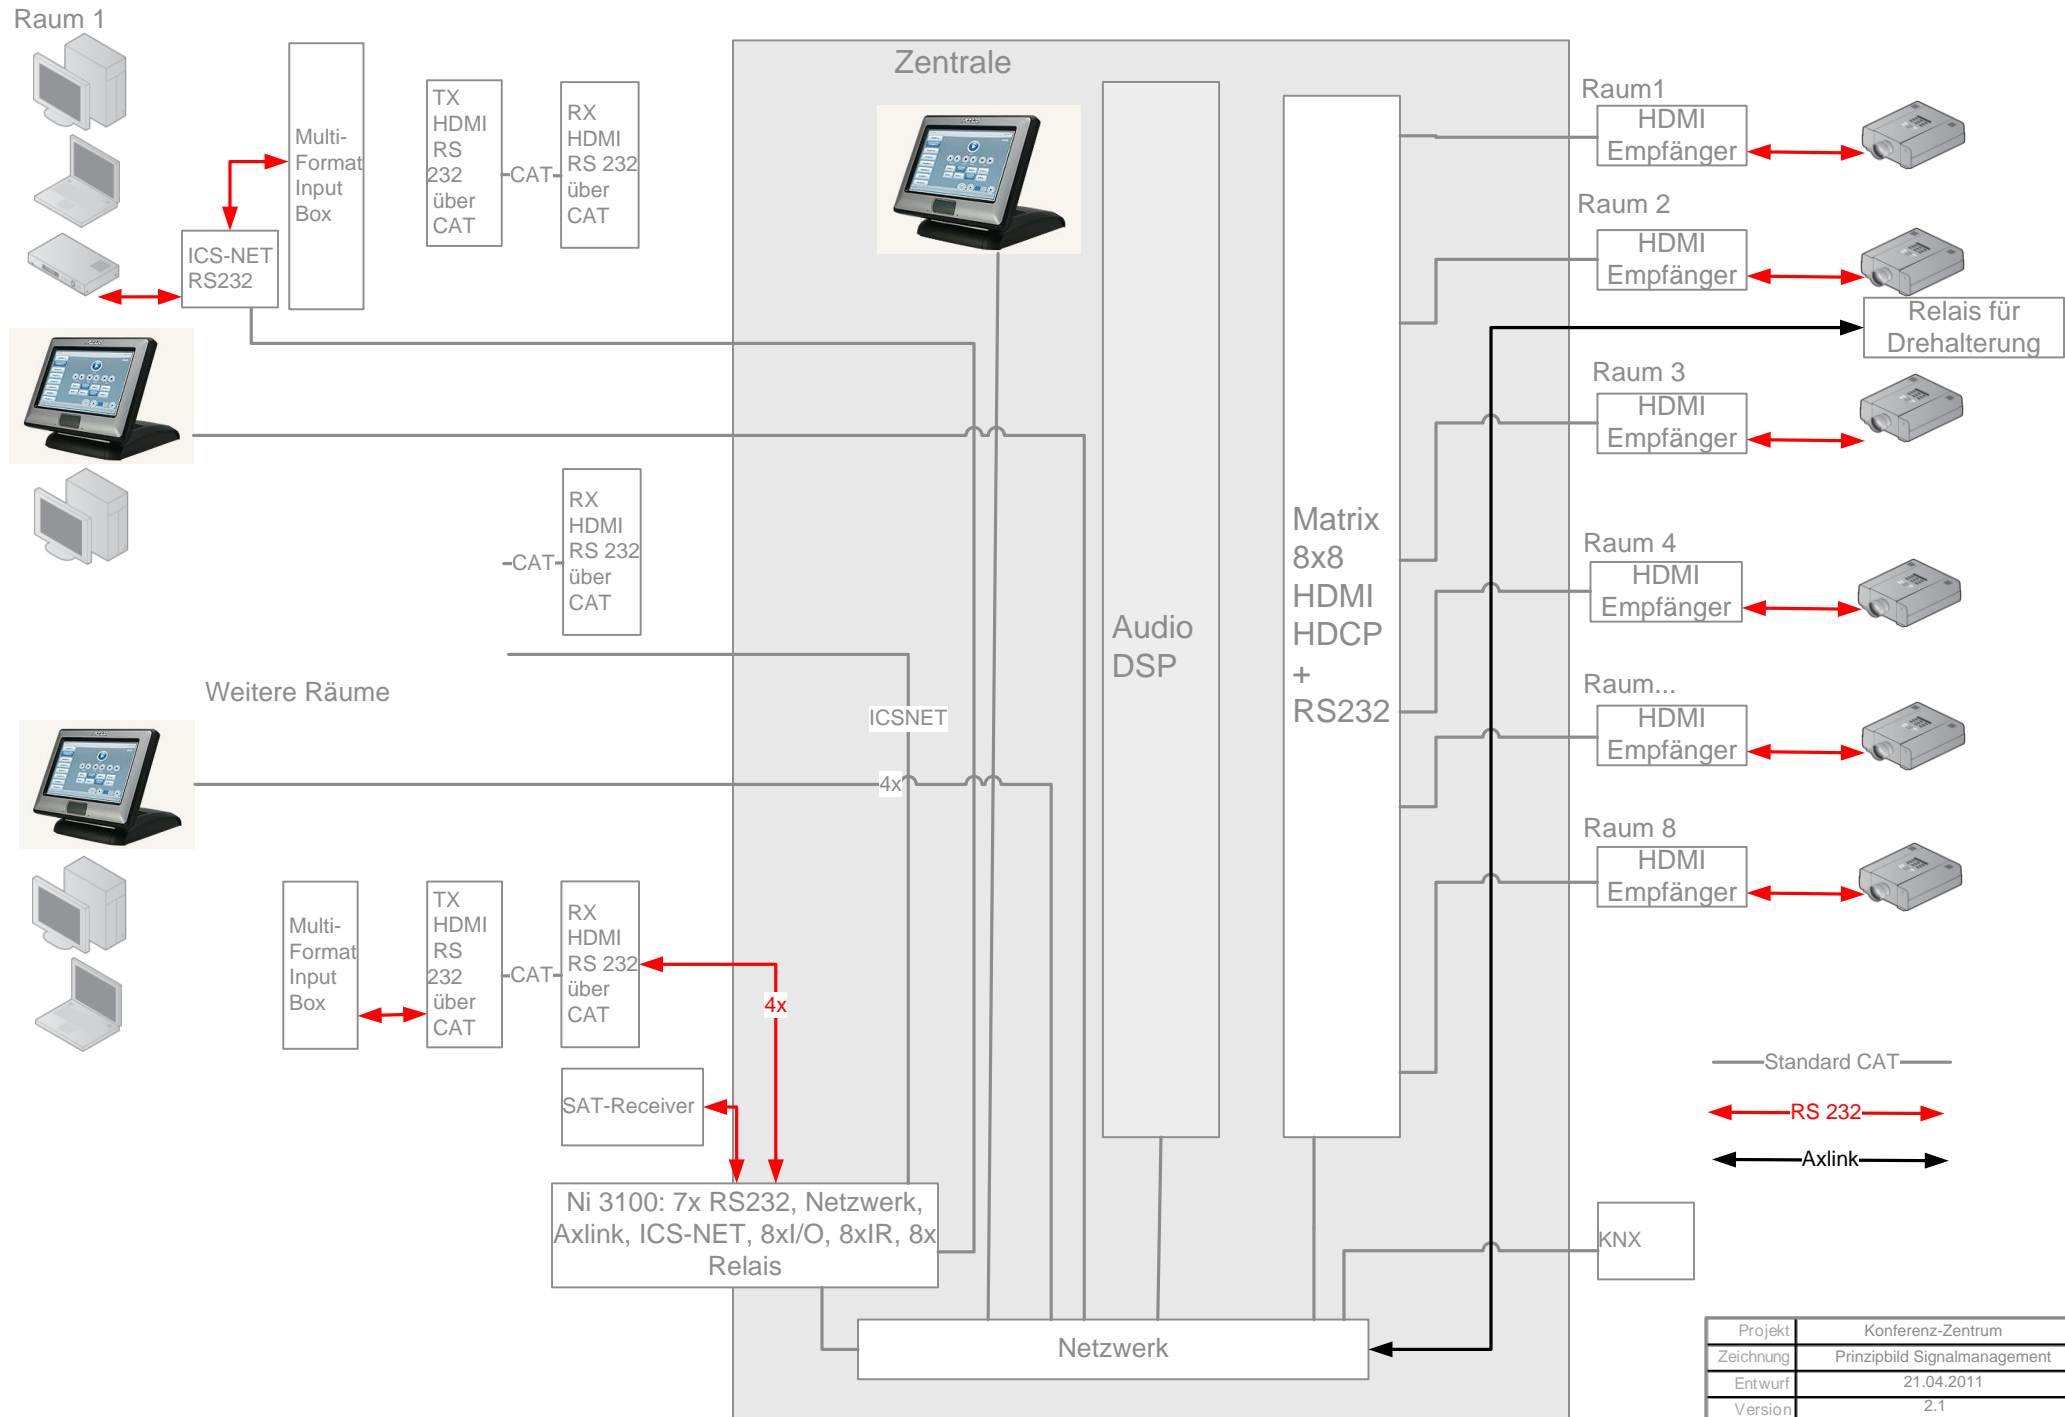 Raum 1
Multi-
Format
Input
Box
ICS-NET
RS232
TX
HDMI
RS
232
über
CAT
CAT
RX
HDMI
RS 232
über
CAT
CAT
RX
HDMI
RS 232
über
CAT
Weitere Räume
Multi-
Format
Input
Box
TX
HDMI
RS
232
über
CAT
CAT
RX
HDMI
RS 232
über
CAT
4x
SAT-Receiver
Ni 3100: 7x RS232, Netzwerk,
Axlink, ICS-NET, 8xI/O, 8xIR, 8x
Relais
Zentrale
ICSNET
4x
Audio
DSP
Matrix
8x8
HDMI
HDCP
+
RS232
Netzwerk
Raum1
HDMI
Empfänger
Raum 2
HDMI
Empfänger
Relais für
Drehalterung
Raum 3
HDMI
Empfänger
Raum 4
HDMI
Empfänger
Raum...
HDMI
Empfänger
Raum 8
HDMI
Empfänger
Standard CAT
RS 232
Axlink
KNX
Projekt Konferenz-Zentrum
Zeichnung Prinzipbild Signalmanagement
Entwurf 21.04.2011
Version 2.1